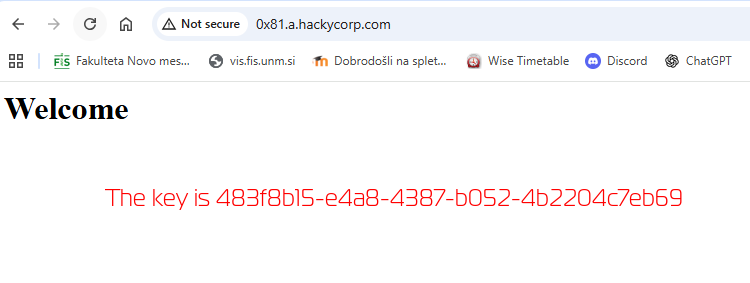 Not secure
0x81.a.hackycorp.com
FIS Fakulteta Novo mes... vis.fis.unm.si Dobrodošli na splet... Wise Timetable Discord ChatGPT
Welcome
The key is 483f8b15-e4a8-4387-b052-4b2204c7eb69